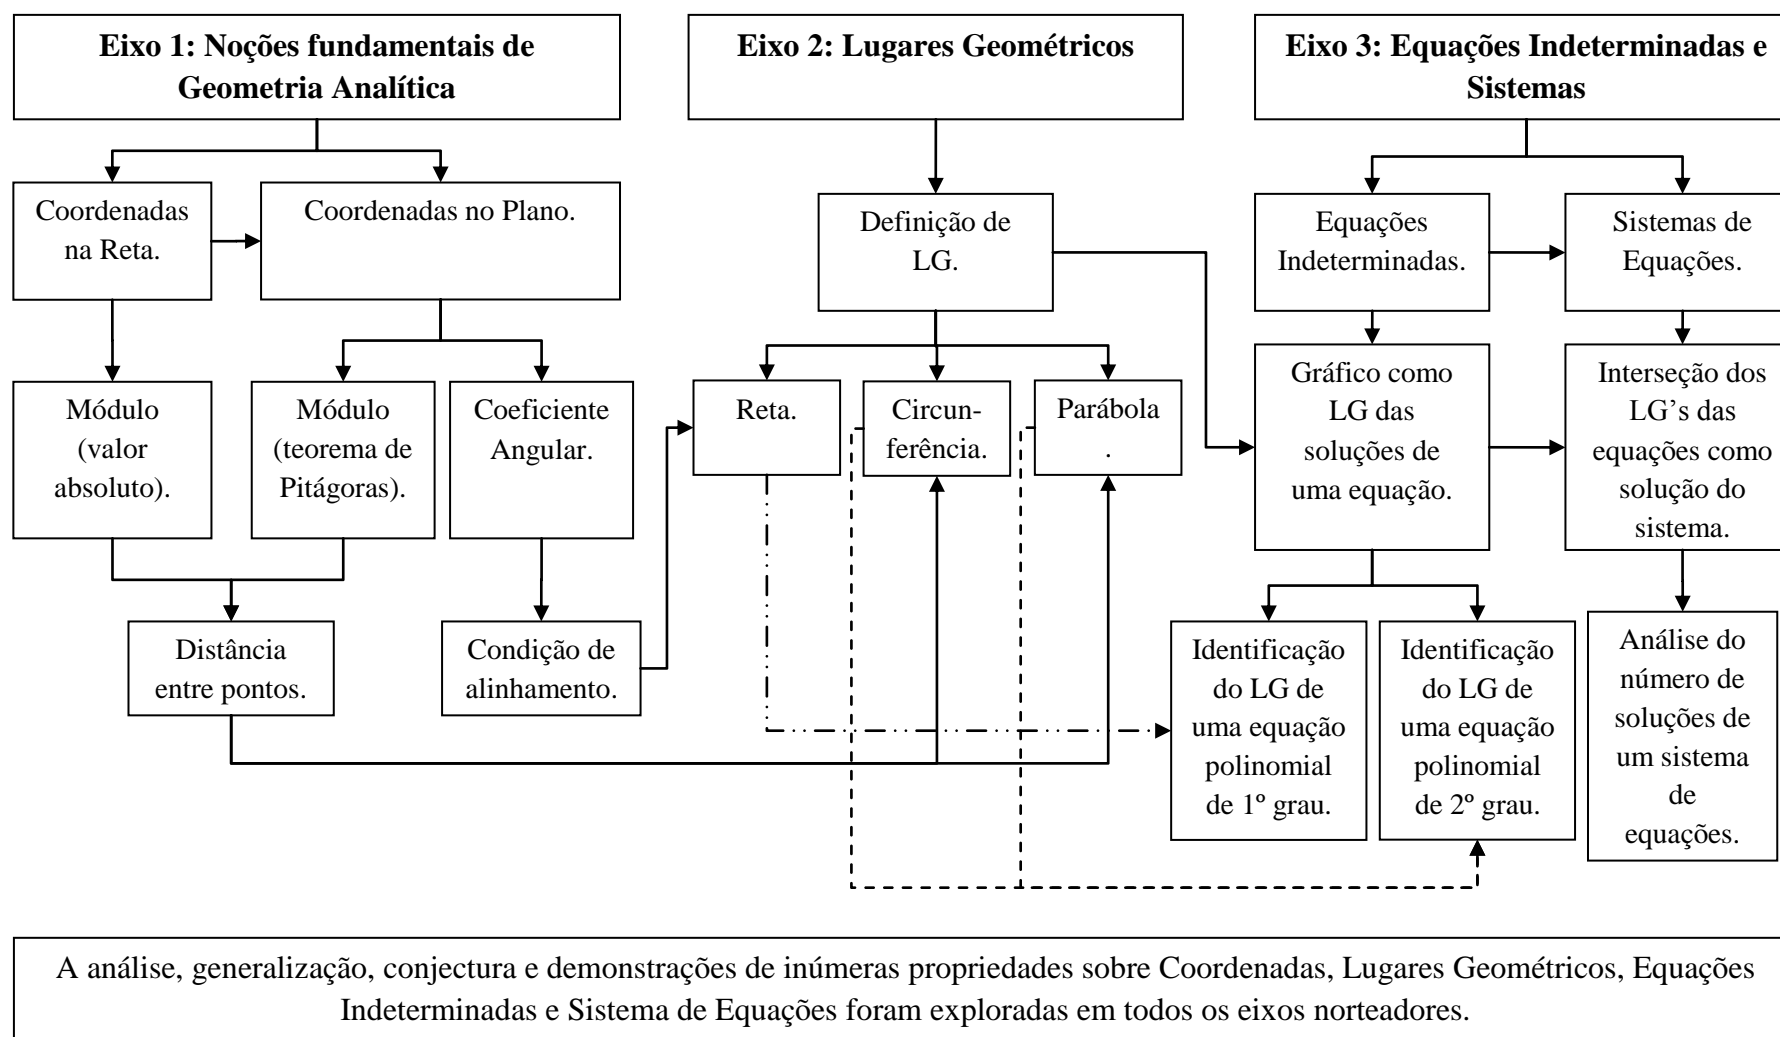 Eixo 1: Noções fundamentais de
Geometria Analítica
Eixo 2: Lugares Geométricos
Eixo 3: Equações Indeterminadas e
Sistemas
Coordenadas
na Reta.
Coordenadas no Plano.
Definição de
LG.
Equações
Indeterminadas.
Sistemas de
Equações.
Módulo
(valor
absoluto).
Módulo
(teorema de
Pitágoras).
Coeficiente
Angular.
Reta.
Circun-
ferência.
Parábola
.
Gráfico como
LG das
soluções de
uma equação.
Interseção dos
LG’s das
equações como
solução do
sistema.
Distância
entre pontos.
Condição de
alinhamento.
Identificação
do LG de
uma equação
polinomial
de 1º grau.
Identificação
do LG de
uma equação
polinomial
de 2º grau.
Análise do
número de
soluções de
um sistema
de
equações.
A análise, generalização, conjectura e demonstrações de inúmeras propriedades sobre Coordenadas, Lugares Geométricos, Equações
Indeterminadas e Sistema de Equações foram exploradas em todos os eixos norteadores.